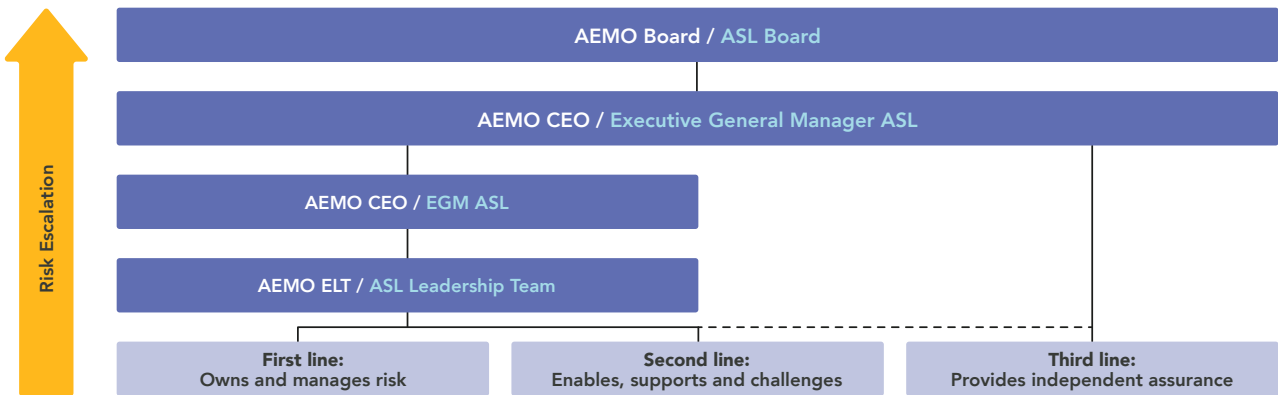 AEMO Board / ASL Board
AEMO CEO / Executive General Manager ASL
AEMO CEO / EGM ASL
AEMO ELT / ASL Leadership Team
Risk Escalation
First line:
Owns and manages risk
Second line:
Enables, supports and challenges
Third line:
Provides independent assurance